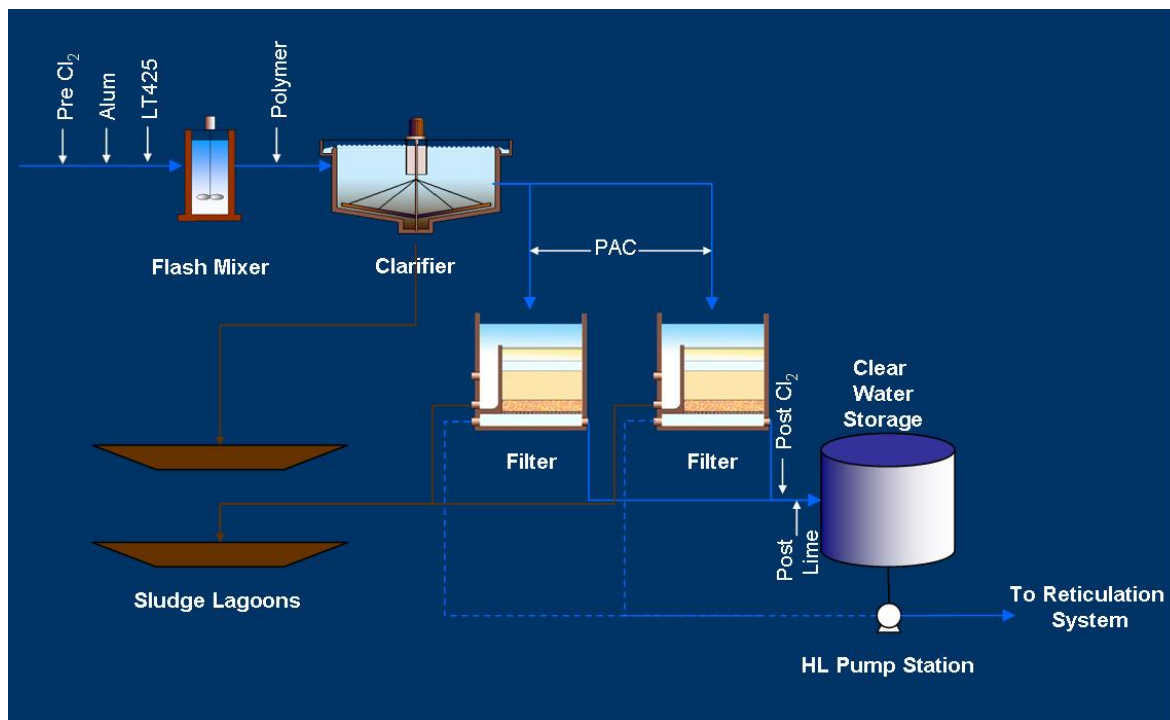 Pre Cl₂
Alum
LT425
Polymer
Flash Mixer
Clarifier
PAC
Filter
Filter
Post Cl₂
Post
Lime
Clear
Water
Storage
Sludge Lagoons
To Reticulation
System
HL Pump Station